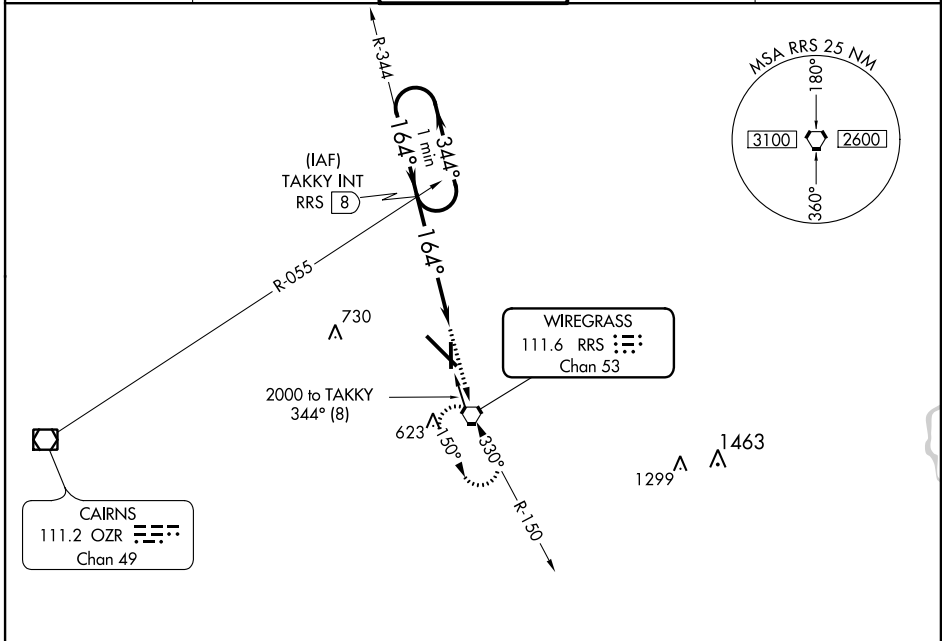 R-344
MSA RRS 25 NM
180°
3100
2600
360°
164°
1 min
344°
(IAF)
TAKKY INT
RRS 8
164°
R-055
730
WIREGRASS
111.6 RRS
Chan 53
2000 to TAKKY
344° (8)
623
150°
330°
1463
1299
R-150
CAIRNS
111.2 OZR
Chan 49